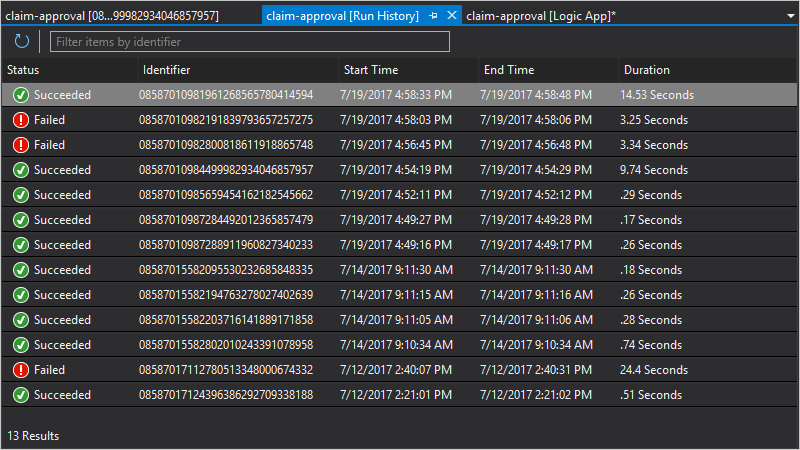 claim-approval [08...99982934046857957] claim-approval [Run History] claim-approval [Logic App]*
Filter items by identifier
Status Identifier Start Time End Time Duration
Succeeded 08587010981961268565780414594 7/19/2017 4:58:33 PM 7/19/2017 4:58:48 PM 14.53 Seconds
Failed 08587010982191839793657257275 7/19/2017 4:58:03 PM 7/19/2017 4:58:06 PM 3.25 Seconds
Failed 08587010982800818611918865748 7/19/2017 4:56:45 PM 7/19/2017 4:56:48 PM 3.34 Seconds
Succeeded 08587010984499982934046857957 7/19/2017 4:54:19 PM 7/19/2017 4:54:29 PM 9.74 Seconds
Succeeded 08587010985659454162182545662 7/19/2017 4:52:11 PM 7/19/2017 4:52:12 PM .29 Seconds
Succeeded 08587010987284492012365857479 7/19/2017 4:49:27 PM 7/19/2017 4:49:28 PM .17 Seconds
Succeeded 08587010987288911960827340233 7/19/2017 4:49:16 PM 7/19/2017 4:49:17 PM .26 Seconds
Succeeded 08587015582095530232685848335 7/14/2017 9:11:30 AM 7/14/2017 9:11:30 AM .18 Seconds
Succeeded 08587015582194763278027402639 7/14/2017 9:11:15 AM 7/14/2017 9:11:16 AM .26 Seconds
Succeeded 08587015582203716141889171858 7/14/2017 9:11:05 AM 7/14/2017 9:11:06 AM .28 Seconds
Succeeded 08587015582802010243391078958 7/14/2017 9:10:34 AM 7/14/2017 9:10:34 AM .74 Seconds
Failed 08587017112780513348000674332 7/12/2017 2:40:07 PM 7/12/2017 2:40:31 PM 24.4 Seconds
Succeeded 08587017124396386292709338188 7/12/2017 2:21:01 PM 7/12/2017 2:21:02 PM .51 Seconds
13 Results